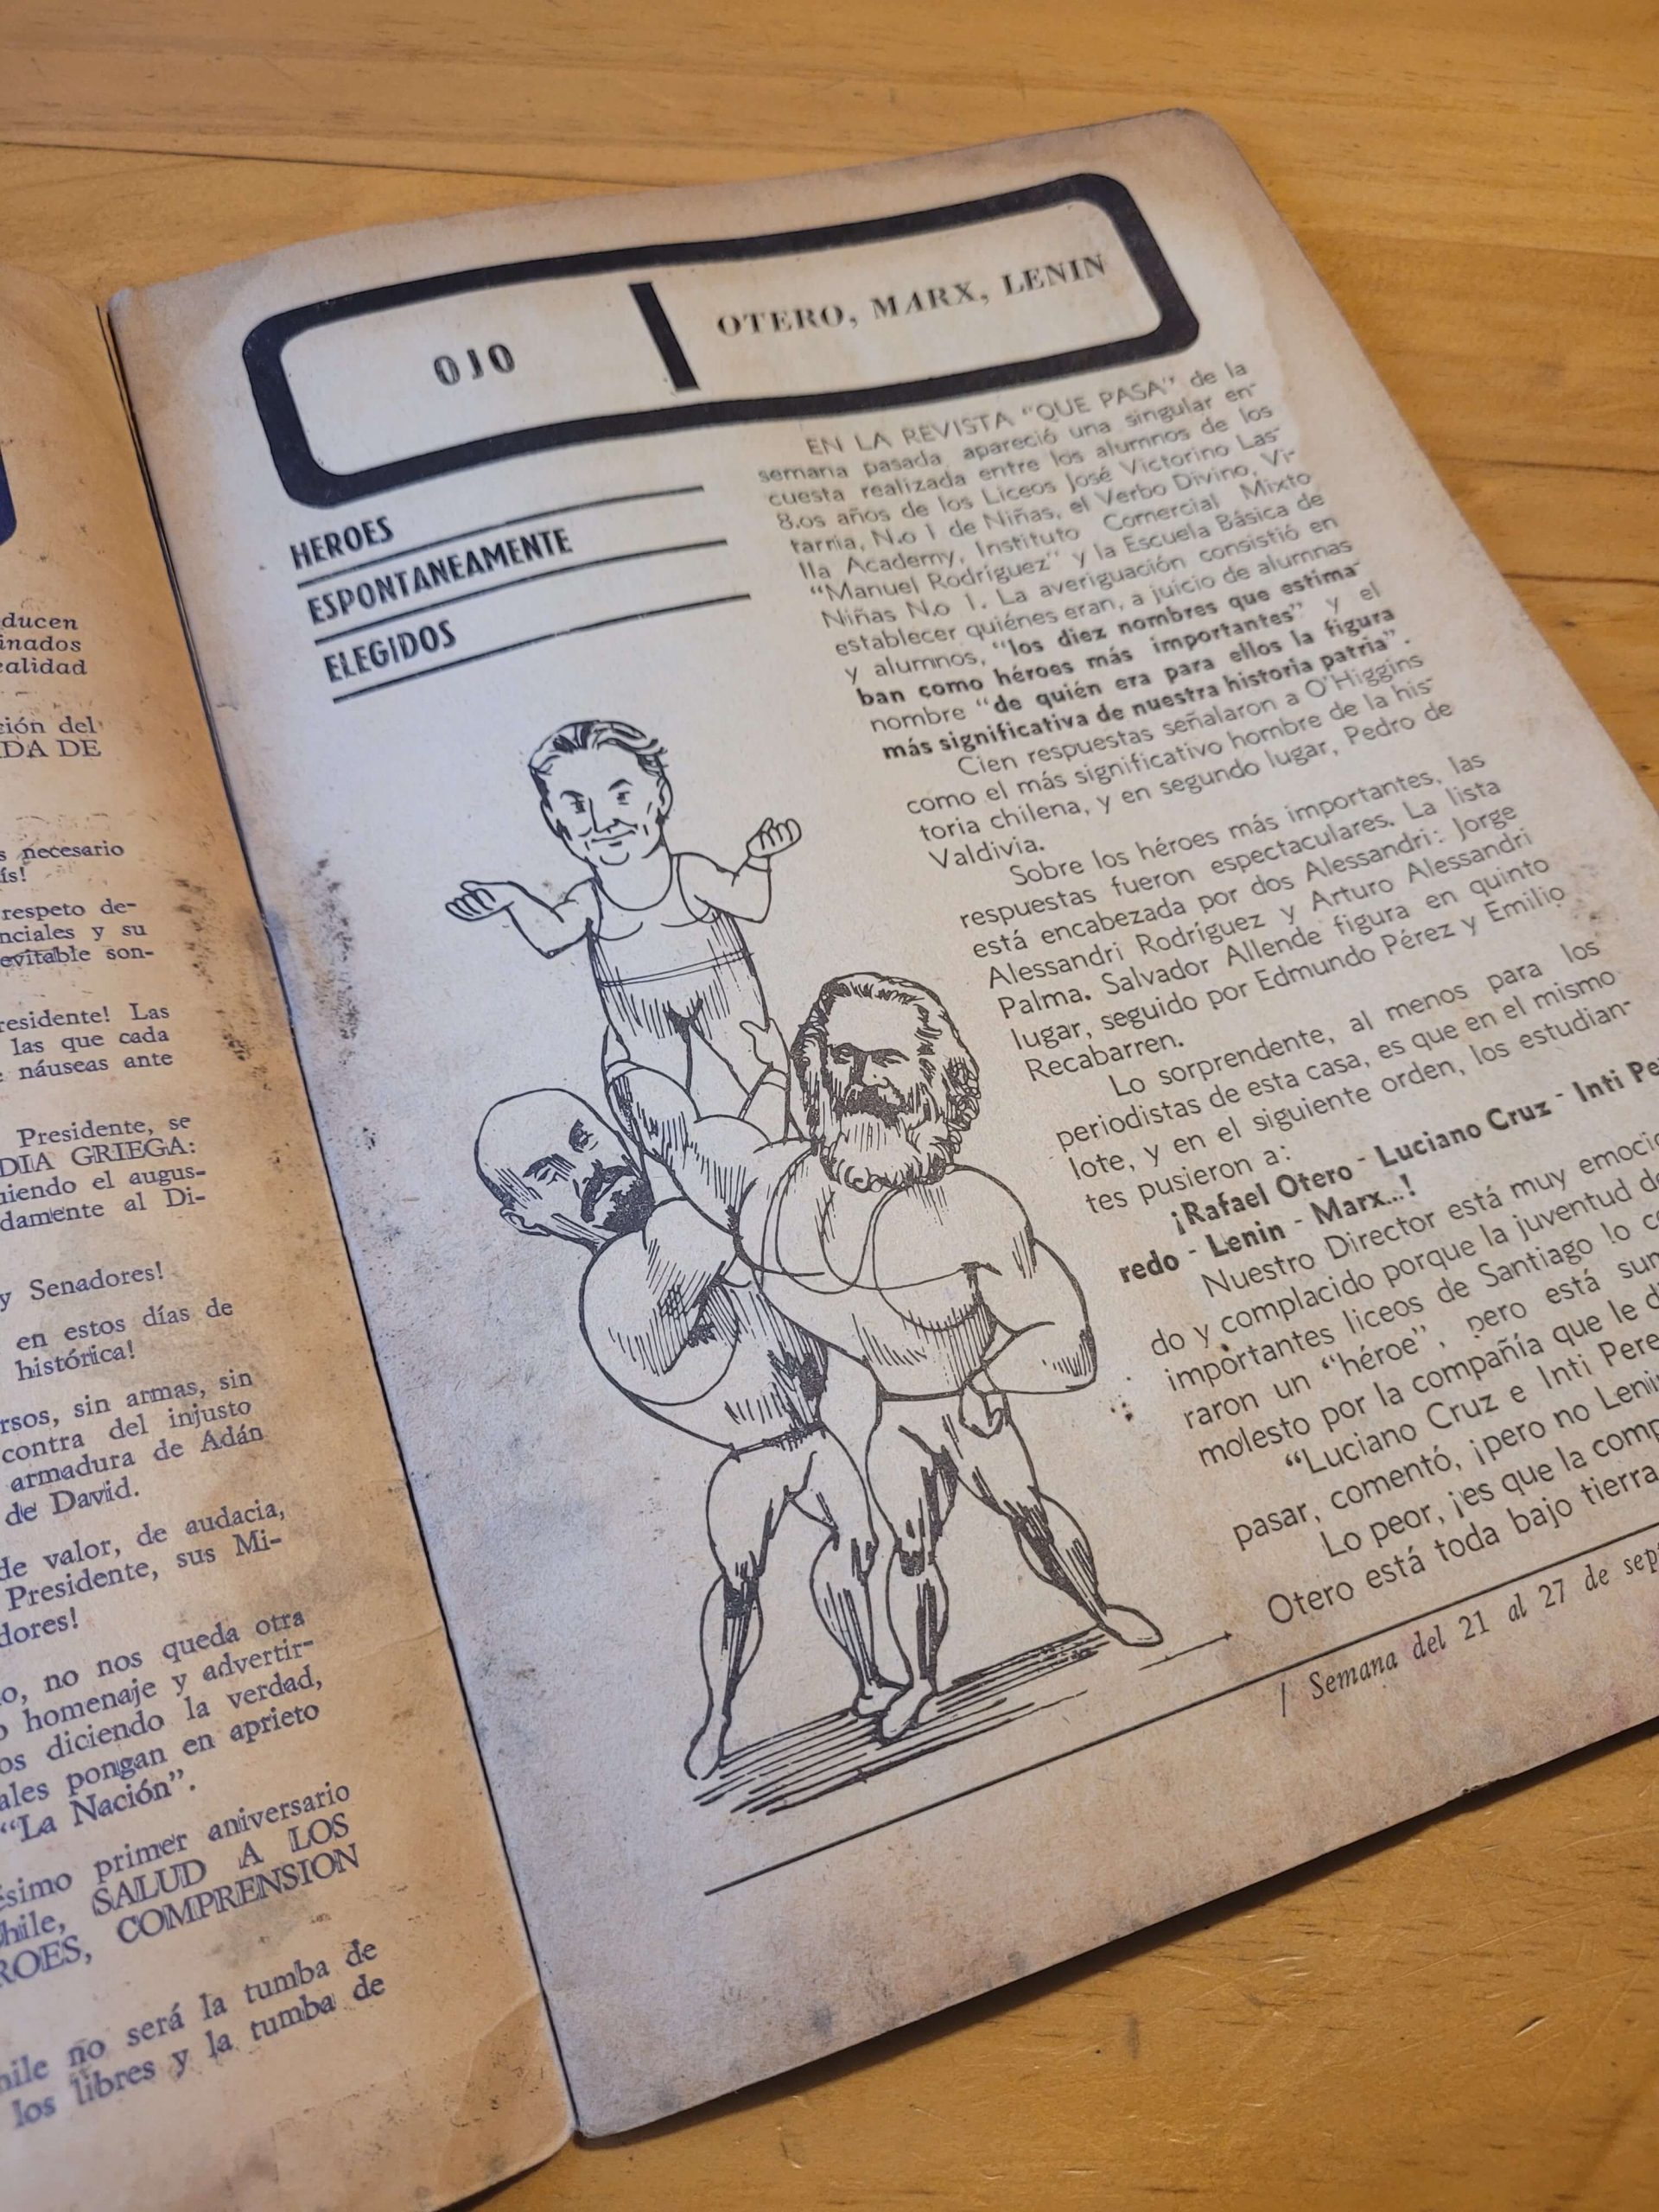 ducen
inados
ealidad
ción del
DA DE
s necesario
ís!
respeto de-
nciales y su
evitable son-
residente! Las
las que cada
náuseas ante
Presidente, se
DIA GRIEGA:
niendo el augus-
damente al Di-
y Senadores!
en estos días de
histórica!
rsos, sin armas, sin
contra del injusto
armadura de Adán
de David.
de valor, de audacia,
Presidente, sus Mi-
dores!
o, no nos queda otra
o homenaje y advertir-
os diciendo la verdad,
ales pongan en aprieto
"La Nación".
ésimo primer aniversario
Chile, SALUD A LOS
ROES, COMPRENSION
hile no será la tumba de
los libres y la tumba de
010 | OTERO, MARX, LENIN
HEROES
ESPONTANEAMENTE
ELEGIDOS
EN LA REVISTA "QUE PASA" de la
semana pasada apareció una singular en-
cuesta realizada entre los alumnos de los
8.os años de los Liceos José Victorino Las-
tarria, N.o 1 de Niñas, el Verbo Divino, Vi-
lla Academy, Instituto Comercial Mixto
"Manuel Rodríguez" y la Escuela Básica de
Niñas N.o 1. La averiguación consistió en
establecer quiénes eran, a juicio de alumnas
y alumnos, "los diez nombres que estima-
ban como héroes más importantes" y el
nombre "de quién era para ellos la figura
más significativa de nuestra historia patria".
Cien respuestas señalaron a O'Higgins
como el más significativo hombre de la his-
toria chilena, y en segundo lugar, Pedro de
Valdivia.
Sobre los héroes más importantes, las
respuestas fueron espectaculares. La lista
está encabezada por dos Alessandri: Jorge
Alessandri Rodríguez y Arturo Alessandri
Palma. Salvador Allende figura en quinto
lugar, seguido por Edmundo Pérez y Emilio
Recabarren.
Lo sorprendente, al menos para los
periodistas de esta casa, es que en el mismo
lote, y en el siguiente orden, los estudian-
tes pusieron a:
¡Rafael Otero - Luciano Cruz - Inti Pe
redo - Lenin - Marx...!
Nuestro Director está muy emocio
do y complacido porque la juventud de
importantes liceos de Santiago lo co
raron un "héroe", pero está sum
molesto por la compañía que le d
"Luciano Cruz e Inti Pere
pasar, comentó, ¡pero no Leni
Lo peor, ¡es que la comp
Otero está toda bajo tierra
/ Semana del 21 al 27 de sep